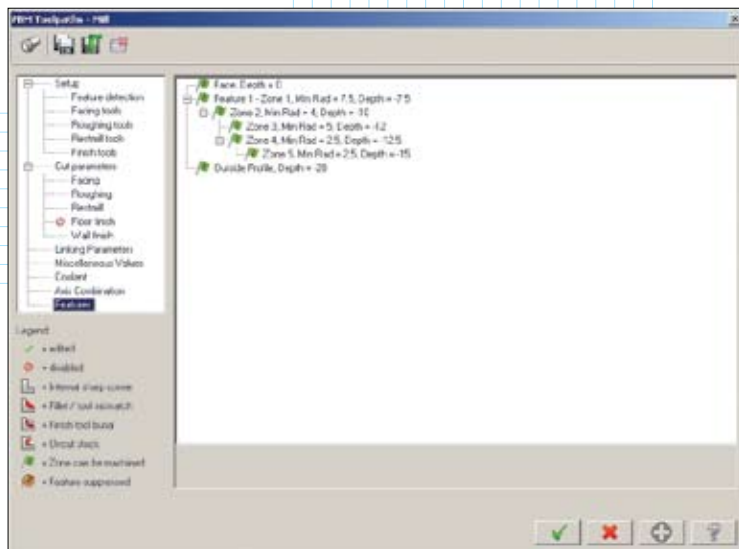 FBM Toolpaths - Mill
Setup
Feature detection
Facing tools
Roughing tools
Restmill tools
Finish tools
Cut parameters
Facing
Roughing
Restmill
Floor finish
Wall finish
Linking Parameters
Miscellaneous Values
Coolant
Axis Combination
Features
Face, Depth = 0
Feature 1 - Zone 1, Min Rad = 7.5, Depth = -7.5
Zone 2, Min Rad = 4, Depth = -10
Zone 3, Min Rad = 5, Depth = -12
Zone 4, Min Rad = 2.5, Depth = -12.5
Zone 5, Min Rad = 2.5, Depth = -15
Outside Profile, Depth = -20
Legend
= edited
= disabled
= Internal sharp corner
= Fillet / tool mismatch
= Finish tool
= Uncut stock
= Zone can be machined
= Feature suppressed